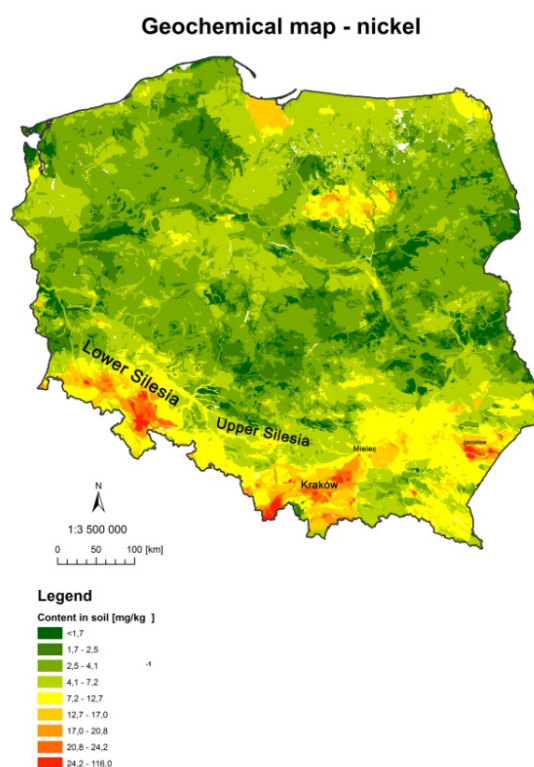 Geochemical map - nickel
Lower Silesia
Upper Silesia
Mielec
Jarosław
Kraków
N
1:3 500 000
0 50 100 [km]
Legend
Content in soil [mg/kg ]
-1
<1,7
1,7 - 2,5
2,5 - 4,1
4,1 - 7,2
7,2 - 12,7
12,7 - 17,0
17,0 - 20,8
20,8 - 24,2
24,2 - 116,0